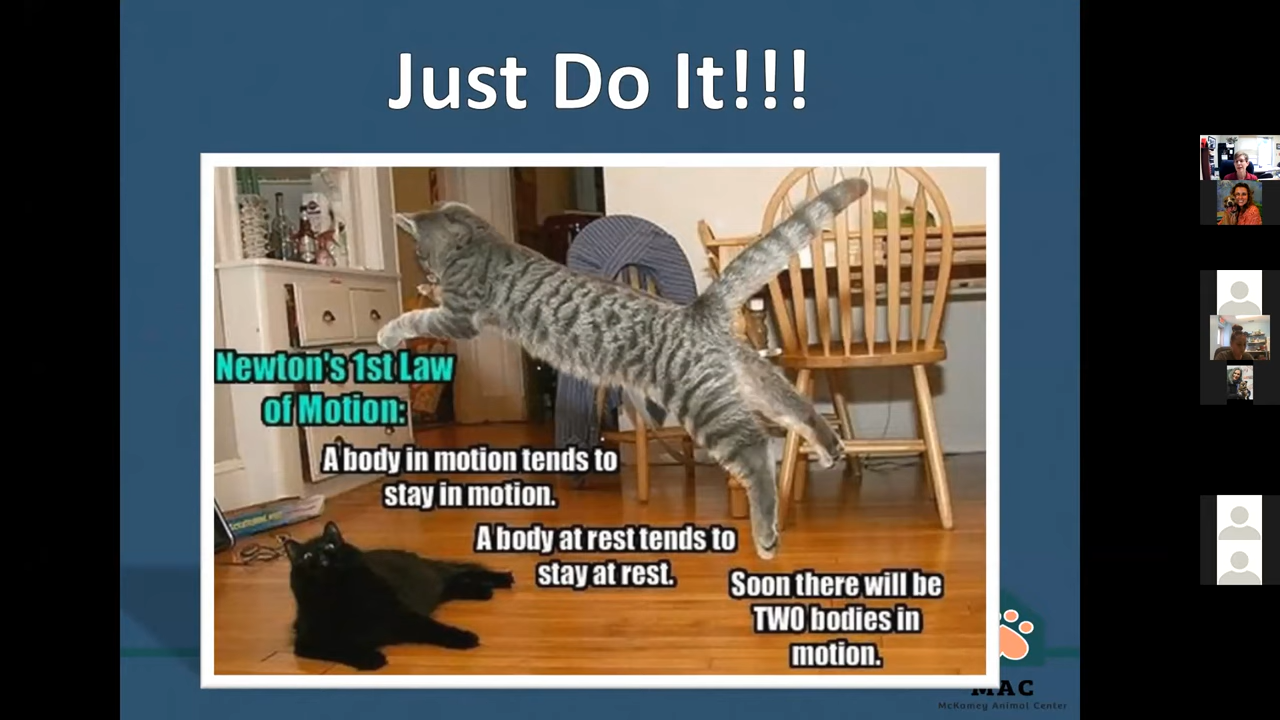 Just Do It!!!
Newton's 1st Law
of Motion:
A body in motion tends to
stay in motion.
A body at rest tends to
stay at rest.
Soon there will be
TWO bodies in
motion.
MAC
McKamey Animal Center